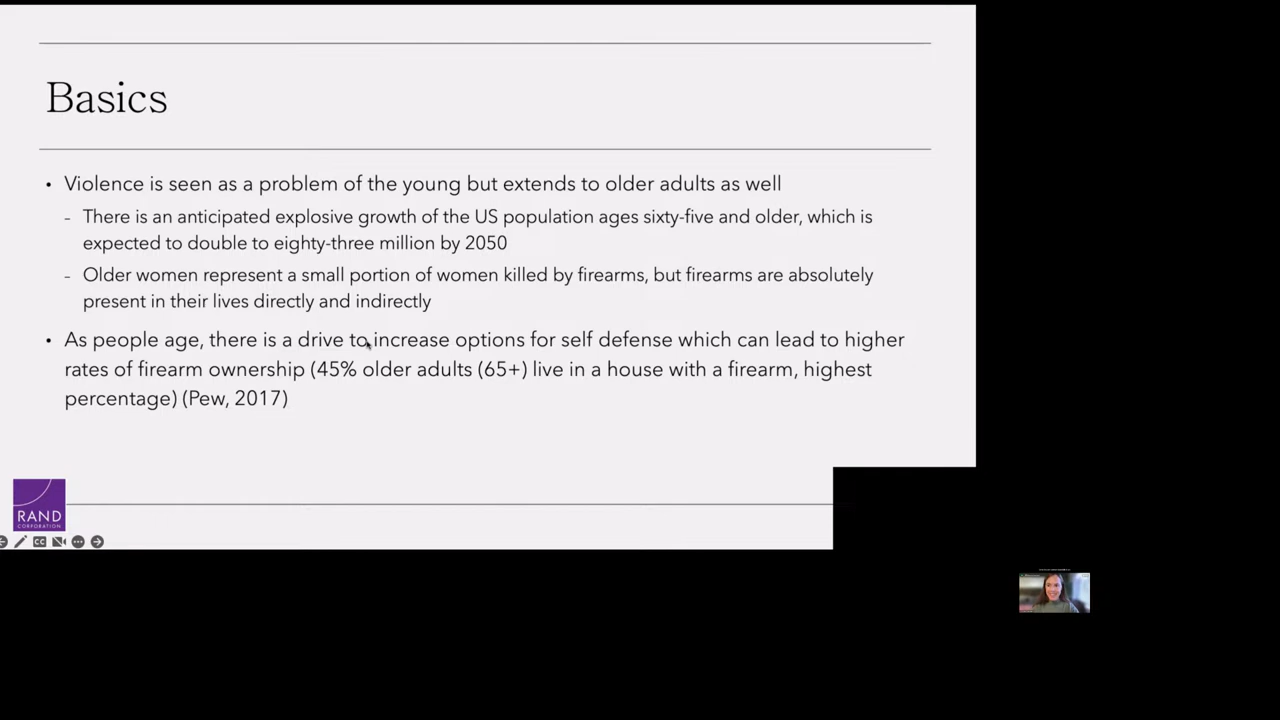 Basics
• Violence is seen as a problem of the young but extends to older adults as well
- There is an anticipated explosive growth of the US population ages sixty-five and older, which is
expected to double to eighty-three million by 2050
- Older women represent a small portion of women killed by firearms, but firearms are absolutely
present in their lives directly and indirectly
• As people age, there is a drive to increase options for self defense which can lead to higher
rates of firearm ownership (45% older adults (65+) live in a house with a firearm, highest
percentage) (Pew, 2017)
RAND
CORPORATION
CC